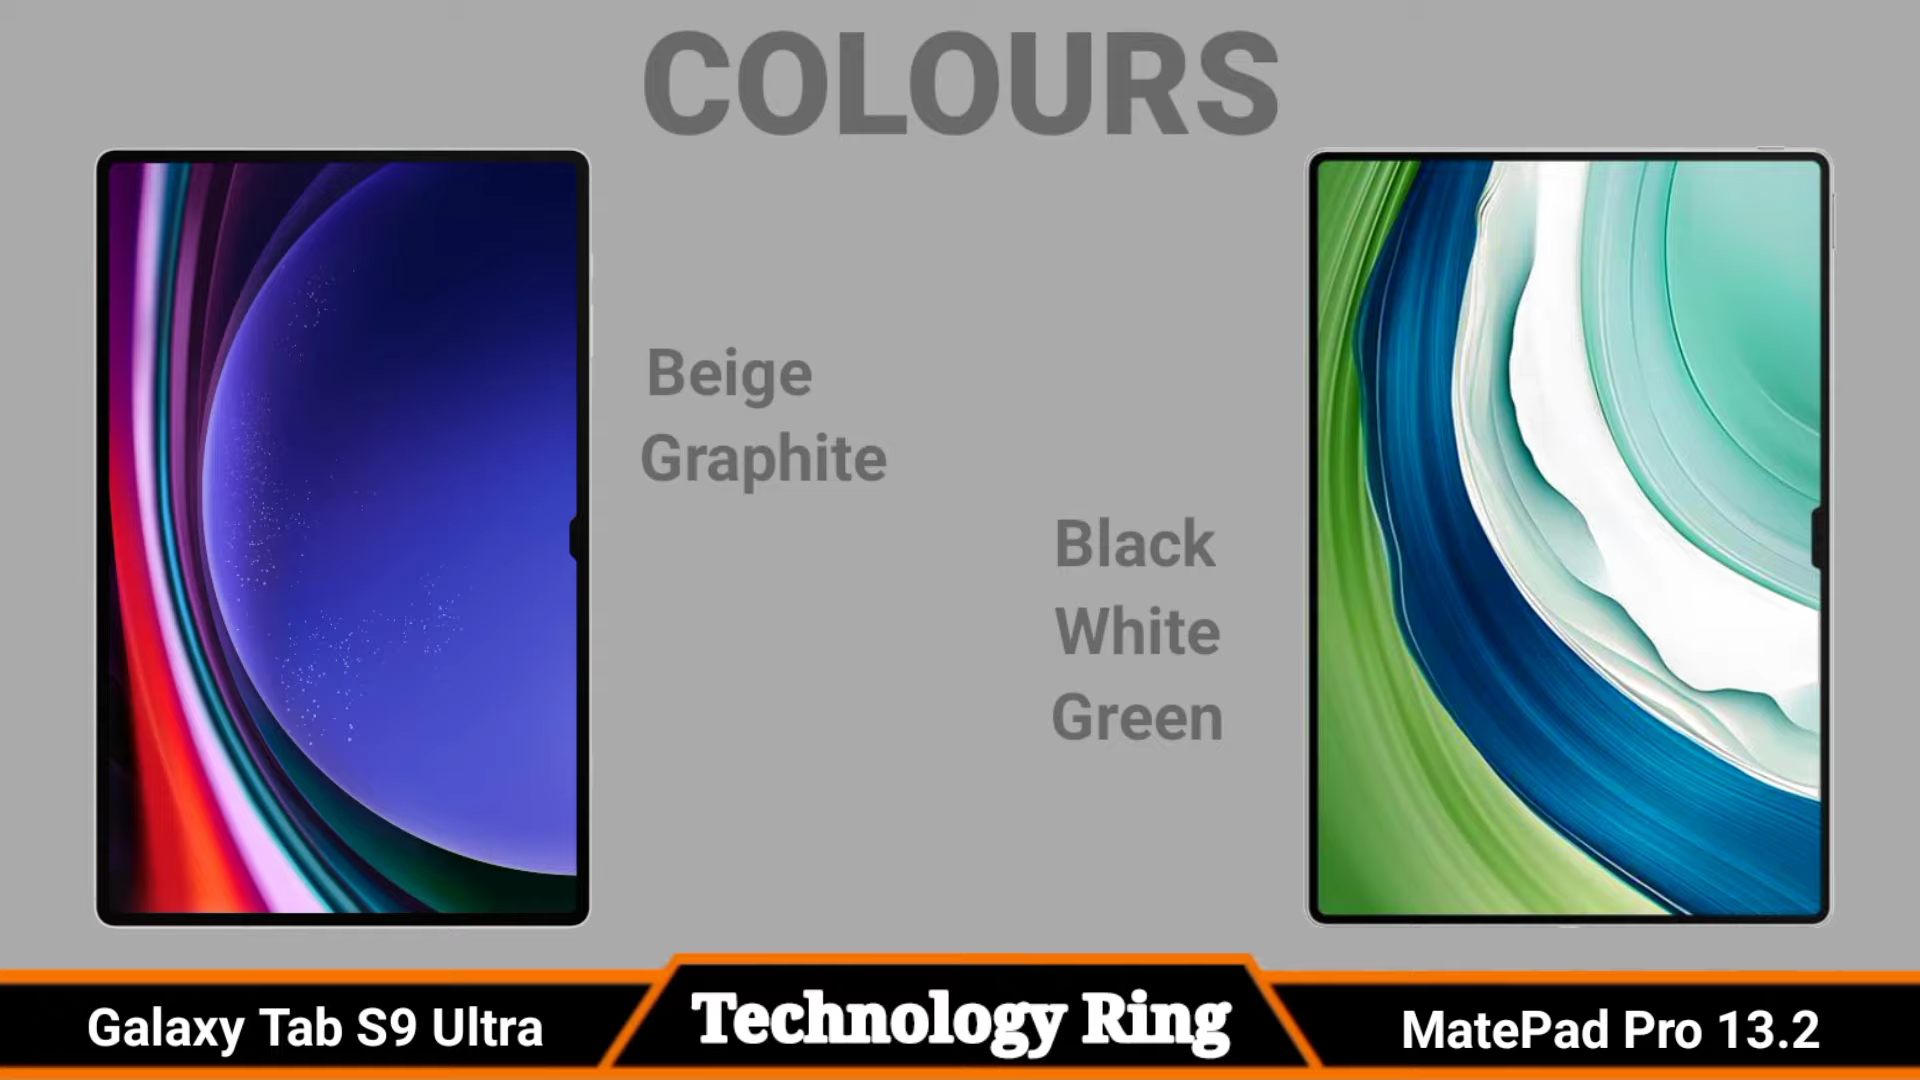 COLOURS
Beige
Graphite
Black
White
Green
Galaxy Tab S9 Ultra
Technology Ring
MatePad Pro 13.2